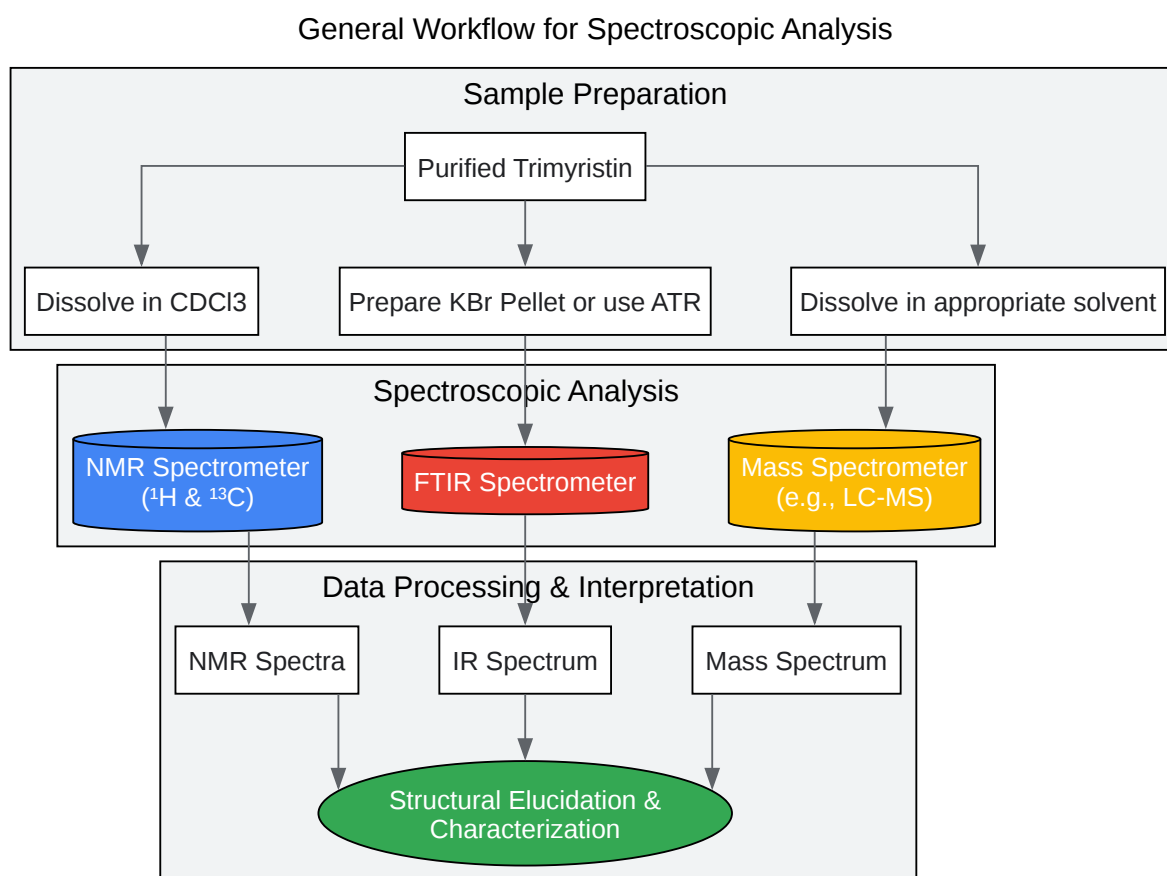 General Workflow for Spectroscopic Analysis
Sample Preparation
Purified Trimyristin
Dissolve in CDCl3
Prepare KBr Pellet or use ATR
Dissolve in appropriate solvent
Spectroscopic Analysis
NMR Spectrometer
(¹H & ¹³C)
FTIR Spectrometer
Mass Spectrometer
(e.g., LC-MS)
Data Processing & Interpretation
NMR Spectra
IR Spectrum
Mass Spectrum
Structural Elucidation &
Characterization